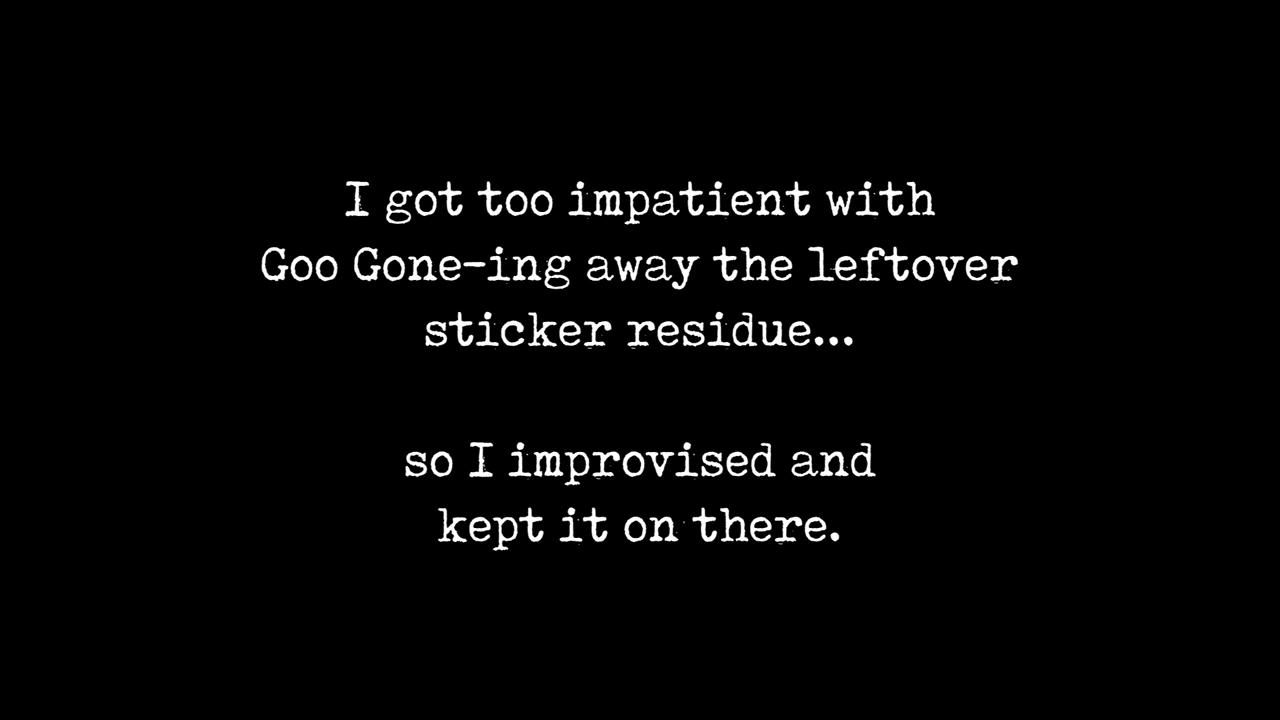 I got too impatient with
Goo Gone-ing away the leftover
sticker residue...
so I improvised and
kept it on there.